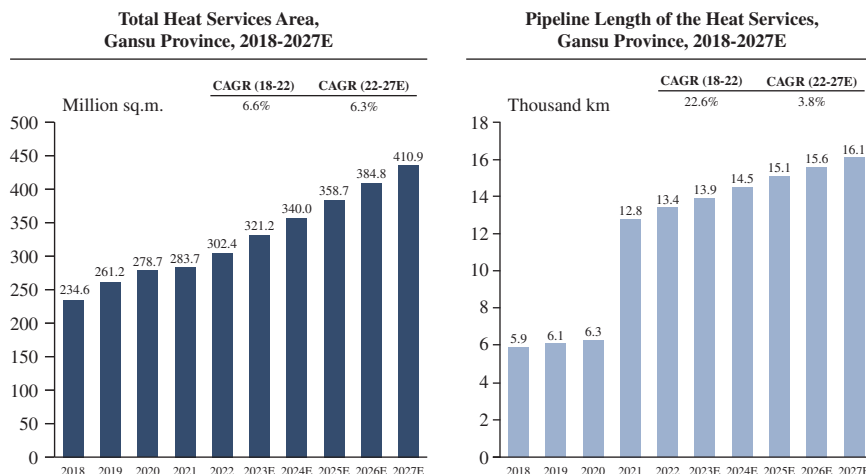 Total Heat Services Area,
Gansu Province, 2018-2027E
CAGR (18-22) CAGR (22-27E)
Million sq.m. 6.6% 6.3%
500
450
400
350
300
250
200
150
100
50
0
234.6 261.2 278.7 283.7 302.4 321.2 340.0 358.7 384.8 410.9
2018 2019 2020 2021 2022 2023E 2024E 2025E 2026E 2027E
Pipeline Length of the Heat Services,
Gansu Province, 2018-2027E
CAGR (18-22) CAGR (22-27E)
Thousand km 22.6% 3.8%
18
16
14
12
10
8
6
4
2
0
5.9 6.1 6.3 12.8 13.4 13.9 14.5 15.1 15.6 16.1
2018 2019 2020 2021 2022 2023E 2024E 2025E 2026E 2027E